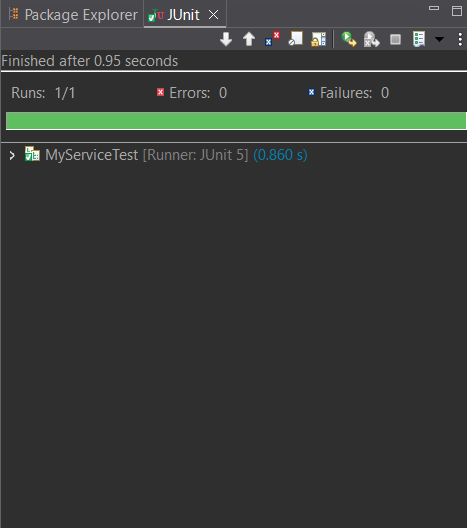 Package Explorer JUnit
Finished after 0.95 seconds
Runs: 1/1 Errors: 0 Failures: 0
MyServiceTest [Runner: JUnit 5] (0.860 s)